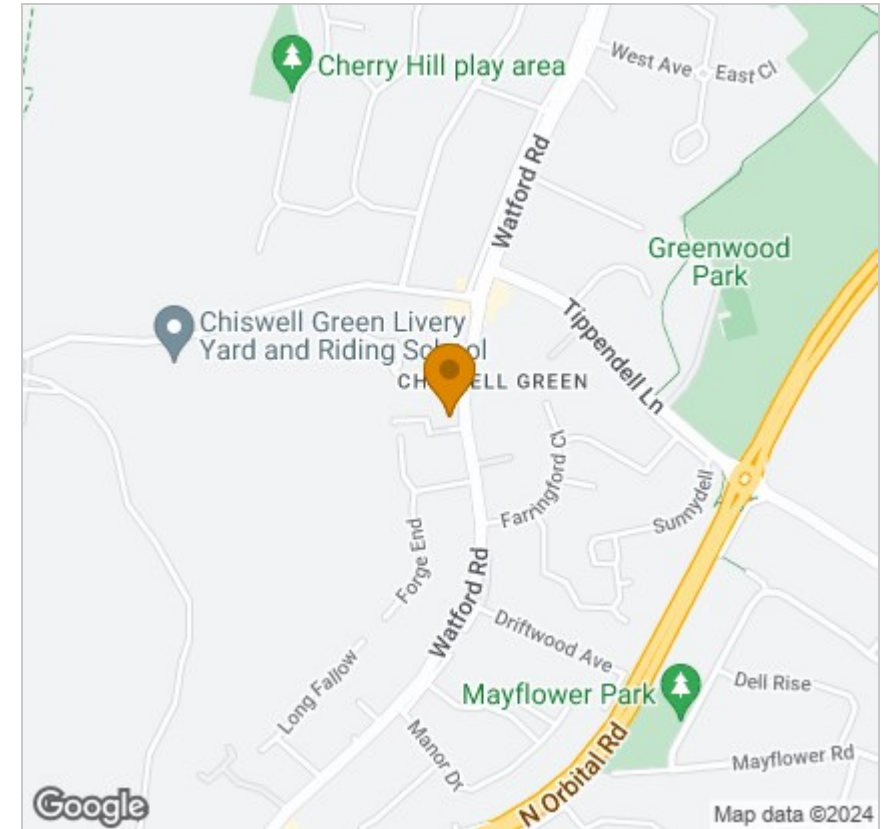 Cherry Hill play area
West Ave
East Cl
Watford Rd
Greenwood
Park
Chiswell Green Livery
Yard and Riding School
Tippendell Ln
CHISWELL GREEN
Farringford Cl
Sunnydell
Forge End
Watford Rd
Driftwood Ave
Long Fallow
Mayflower Park
Dell Rise
Manor Dr
Mayflower Rd
N Orbital Rd
Google
Map data ©2024